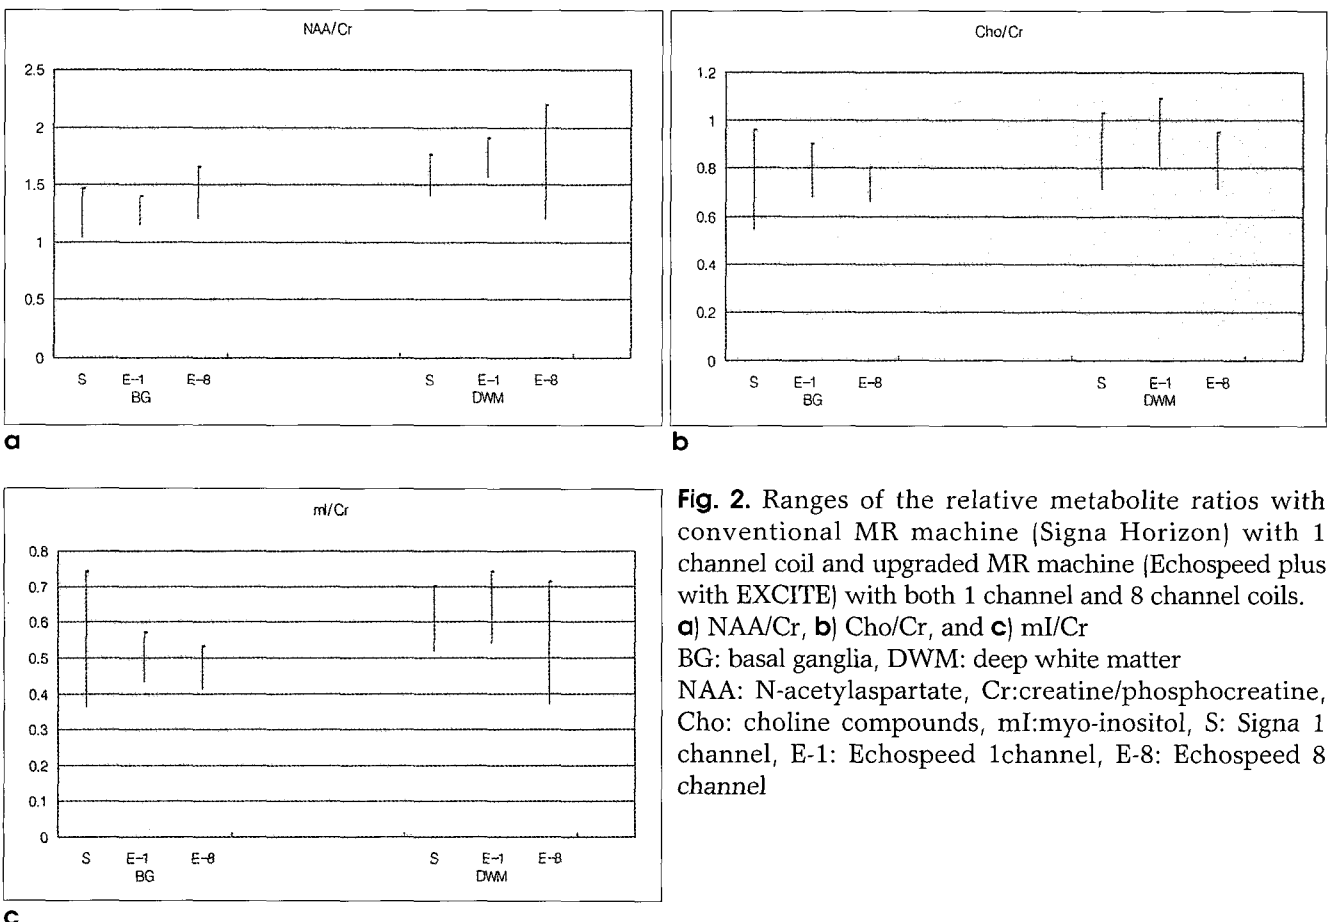 NAA/Cr
2.5
2
1.5
1
0.5
0
S E-1 E-8 S E-1 E-8
BG DWM
a
Cho/Cr
1.2
1
0.8
0.6
0.4
0.2
0
S E-1 E-8 S E-1 E-8
BG DWM
b
mI/Cr
0.8
0.7
0.6
0.5
0.4
0.3
0.2
0.1
0
S E-1 E-8 S E-1 E-8
BG DWM
c
Fig. 2. Ranges of the relative metabolite ratios with
conventional MR machine (Signa Horizon) with 1
channel coil and upgraded MR machine (Echospeed plus
with EXCITE) with both 1 channel and 8 channel coils.
a) NAA/Cr, b) Cho/Cr, and c) mI/Cr
BG: basal ganglia, DWM: deep white matter
NAA: N-acetylaspartate, Cr:creatine/phosphocreatine,
Cho: choline compounds, mI:myo-inositol, S: Signa 1
channel, E-1: Echospeed 1channel, E-8: Echospeed 8
channel